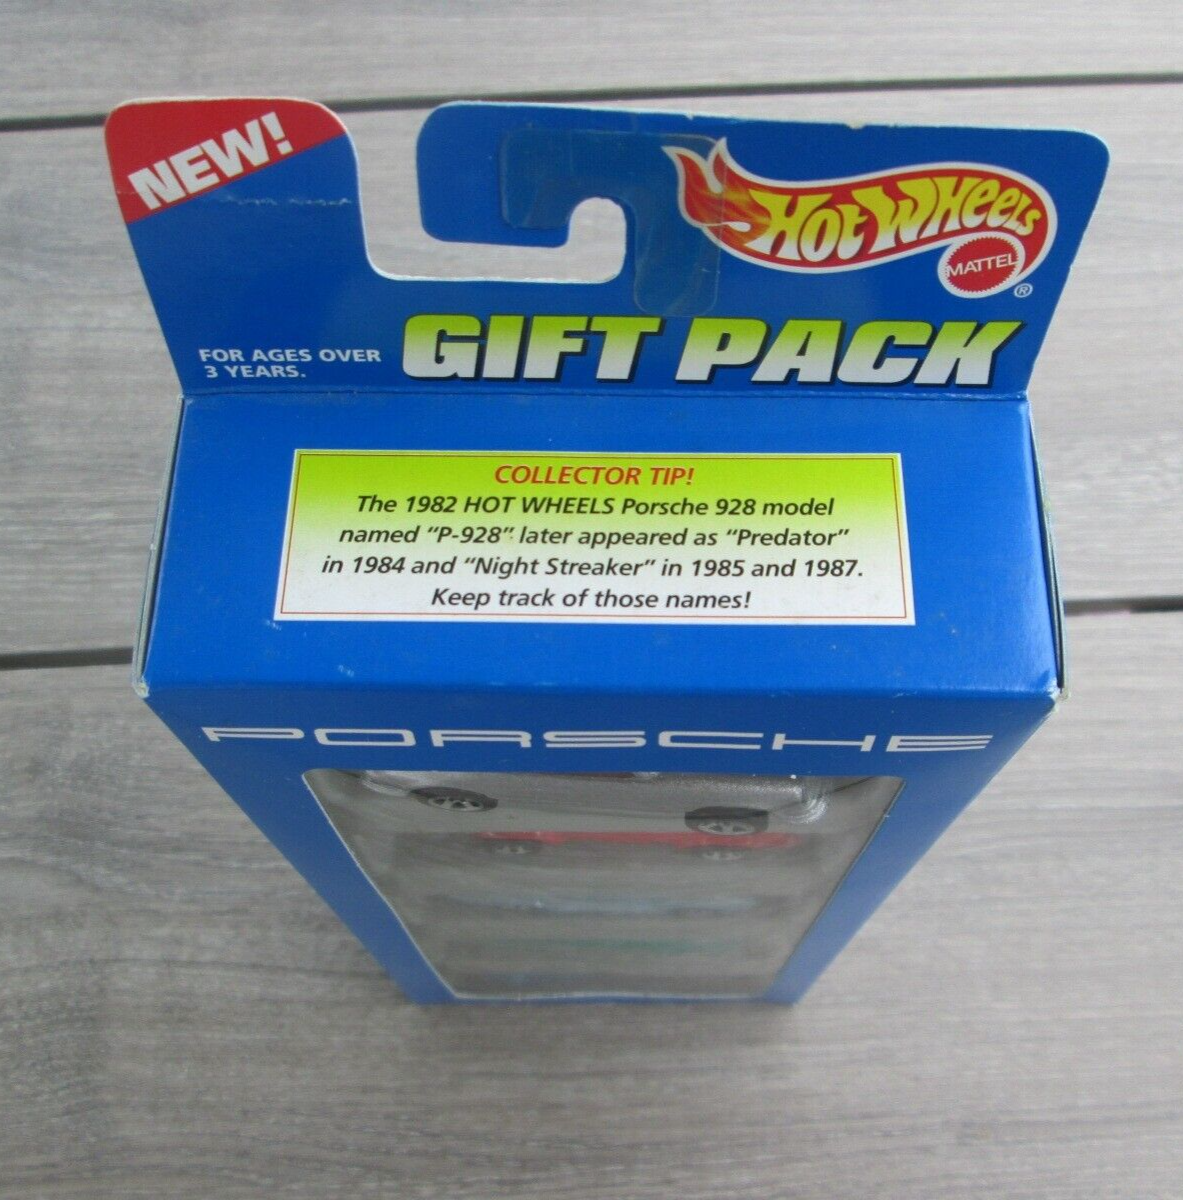 NEW!
HOT WHEELS
MATTEL
®
GIFT PACK
FOR AGES OVER
3 YEARS.
COLLECTOR TIP!
The 1982 HOT WHEELS Porsche 928 model
named “P-928” later appeared as “Predator”
in 1984 and “Night Streaker” in 1985 and 1987.
Keep track of those names!
PORSCHE